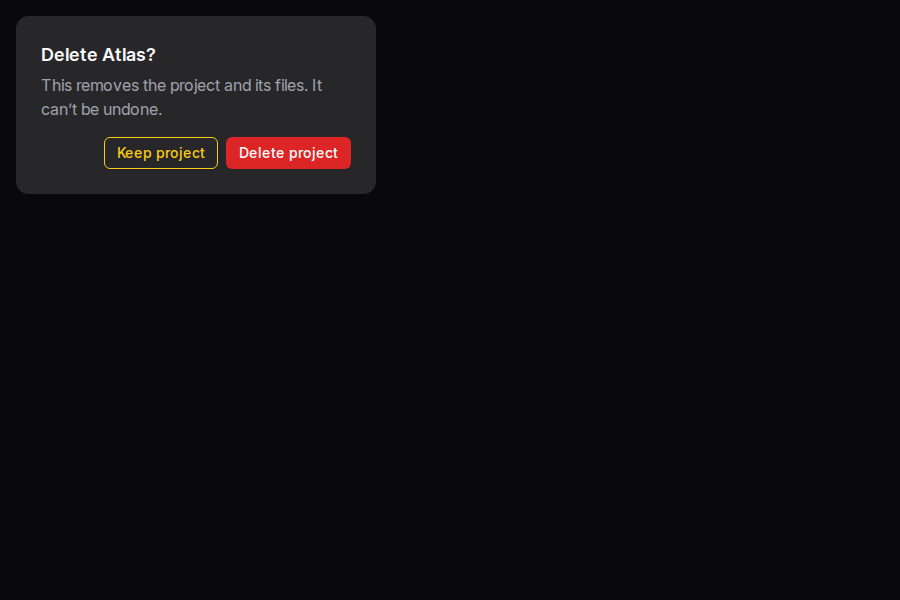 Delete Atlas?
This removes the project and its files. It
can’t be undone.
Keep project
Delete project